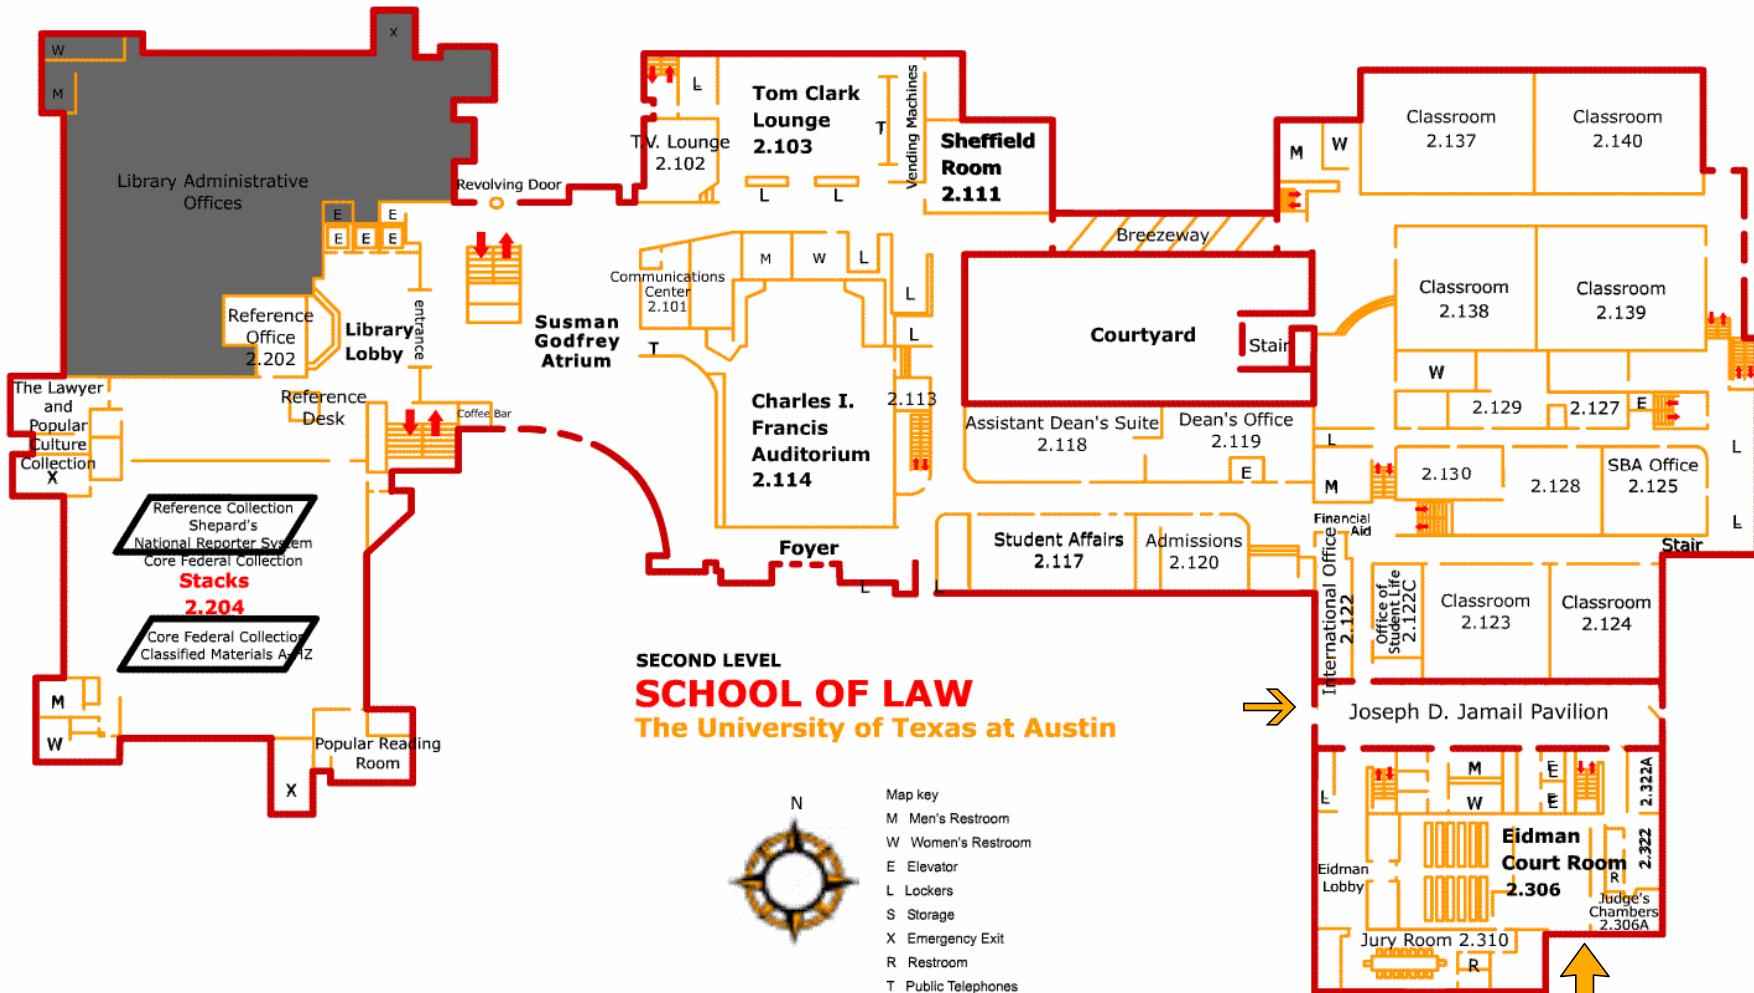 W
M
X
Library Administrative
Offices
E
E
E
E
E
Revolving Door
Reference
Office
2.202
Library
Lobby
entrance
Reference
Desk
Coffee Bar
The Lawyer
and
Popular
Culture
Collection
X
Reference Collection
Shepard's
National Reporter System
Core Federal Collection
Stacks
2.204
Core Federal Collection
Classified Materials A-HZ
M
W
X
Popular Reading
Room
Susman
Godfrey
Atrium
L
T.V. Lounge
2.102
Tom Clark
Lounge
2.103
T
Vending Machines
L
L
Sheffield
Room
2.111
Communications
Center
2.101
M
W
L
L
L
T
Charles I.
Francis
Auditorium
2.114
2.113
Foyer
L
L
Breezeway
Courtyard
Stair
Assistant Dean's Suite
2.118
Dean's Office
2.119
E
Student Affairs
2.117
Admissions
2.120
M
W
Classroom
2.137
Classroom
2.140
Classroom
2.138
Classroom
2.139
W
2.129
2.127
E
L
L
M
2.130
2.128
SBA Office
2.125
L
Financial
Aid
Stair
International Office
2.122
Office of
Student Life
2.122C
Classroom
2.123
Classroom
2.124
Joseph D. Jamail Pavilion
L
M
W
E
E
2.322A
2.322
Eidman
Court Room
2.306
R
Eidman
Lobby
Judge's
Chambers
2.306A
Jury Room 2.310
R
SECOND LEVEL
SCHOOL OF LAW
The University of Texas at Austin
N
Map key
M Men's Restroom
W Women's Restroom
E Elevator
L Lockers
S Storage
X Emergency Exit
R Restroom
T Public Telephones